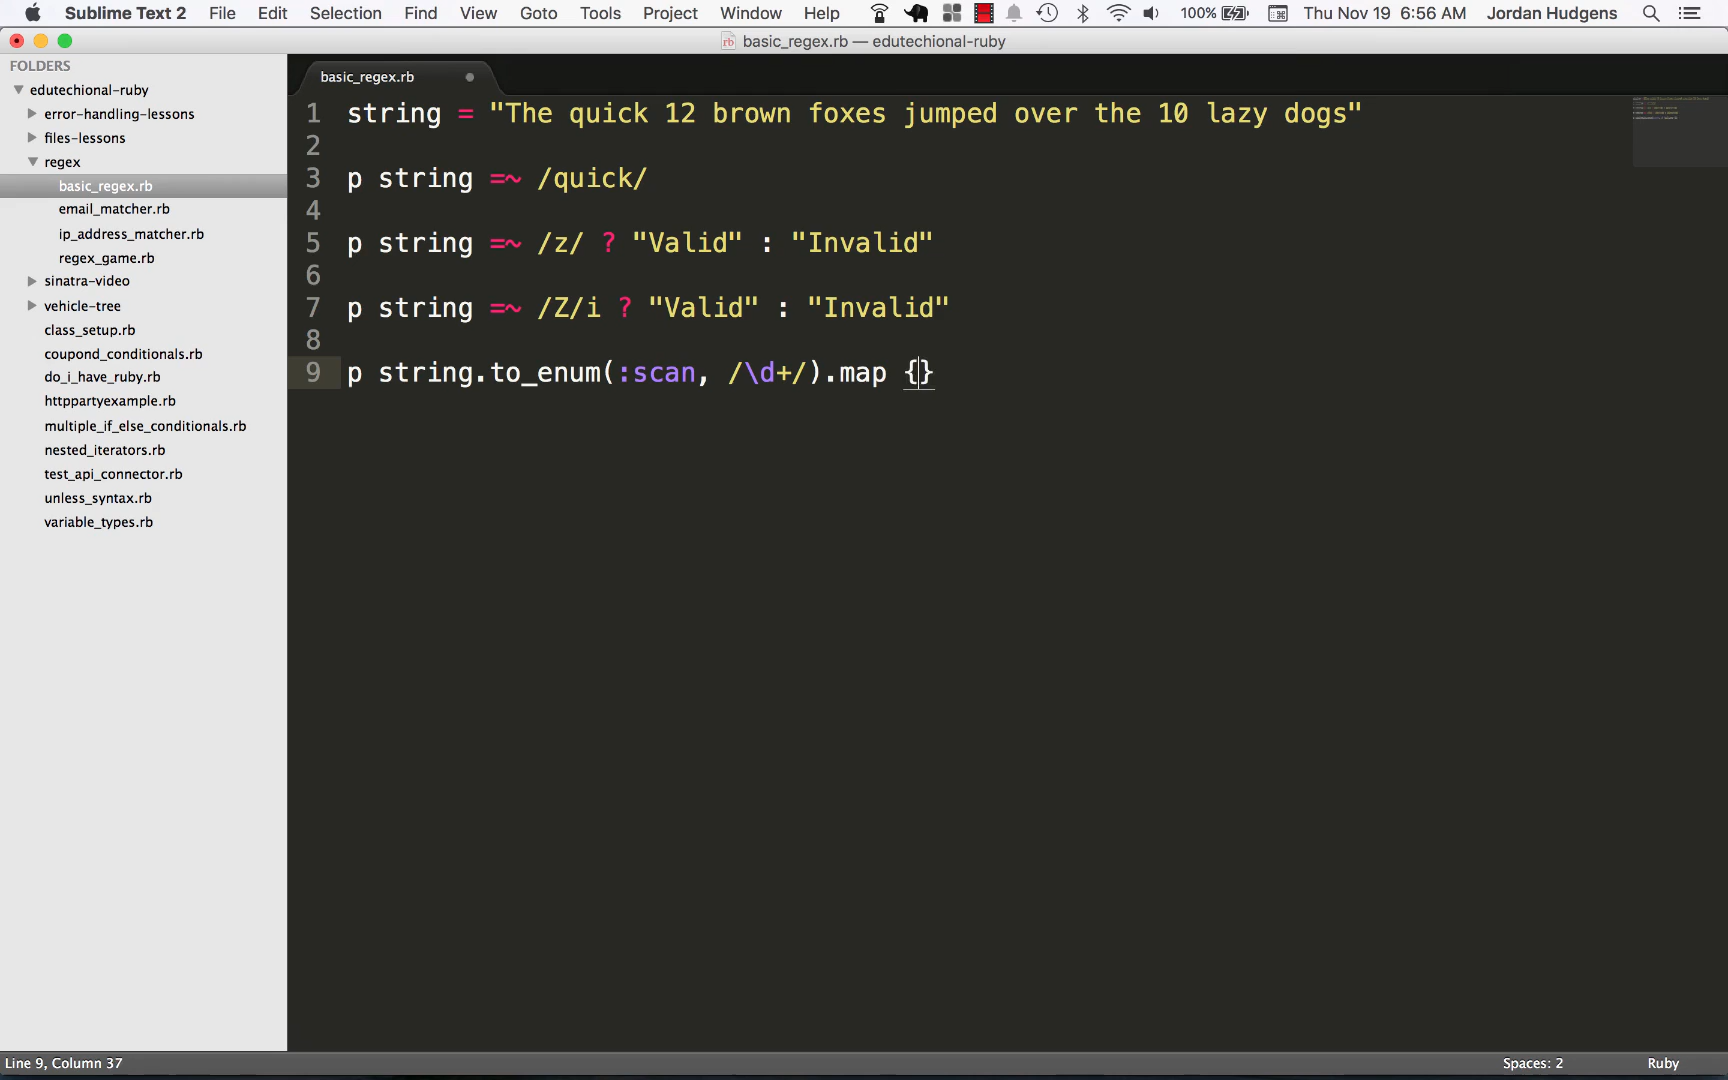 Sublime Text 2 File Edit Selection Find View Goto Tools Project Window Help 100% Thu Nov 19 6:56 AM Jordan Hudgens
basic_regex.rb — edutechional-ruby
FOLDERS
edutechional-ruby
error-handling-lessons
files-lessons
regex
basic_regex.rb
email_matcher.rb
ip_address_matcher.rb
regex_game.rb
sinatra-video
vehicle-tree
class_setup.rb
coupond_conditionals.rb
do_i_have_ruby.rb
httppartyexample.rb
multiple_if_else_conditionals.rb
nested_iterators.rb
test_api_connector.rb
unless_syntax.rb
variable_types.rb
basic_regex.rb
1 string = "The quick 12 brown foxes jumped over the 10 lazy dogs"
2
3 p string =~ /quick/
4
5 p string =~ /z/ ? "Valid" : "Invalid"
6
7 p string =~ /Z/i ? "Valid" : "Invalid"
8
9 p string.to_enum(:scan, /\d+/).map {}
Line 9, Column 37 Spaces: 2 Ruby